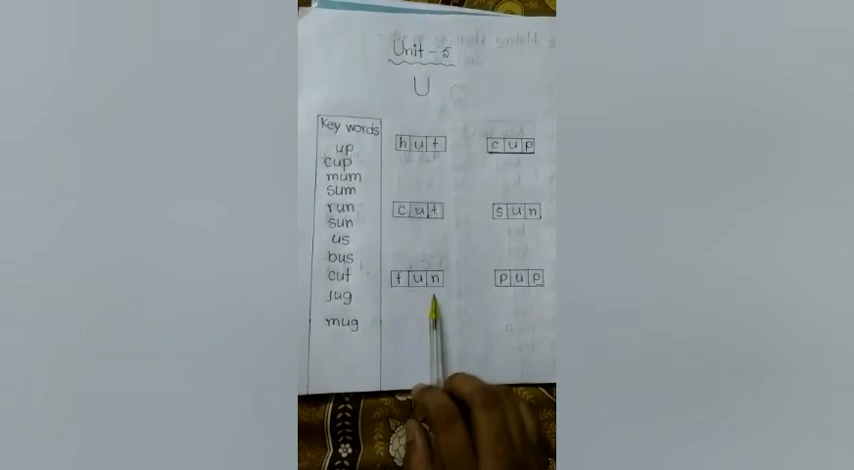 Unit - 5
U
Key words
up
cup
mum
sum
run
sun
us
bus
cut
Jug
mug
hut
cup
cut
sun
tun
pup